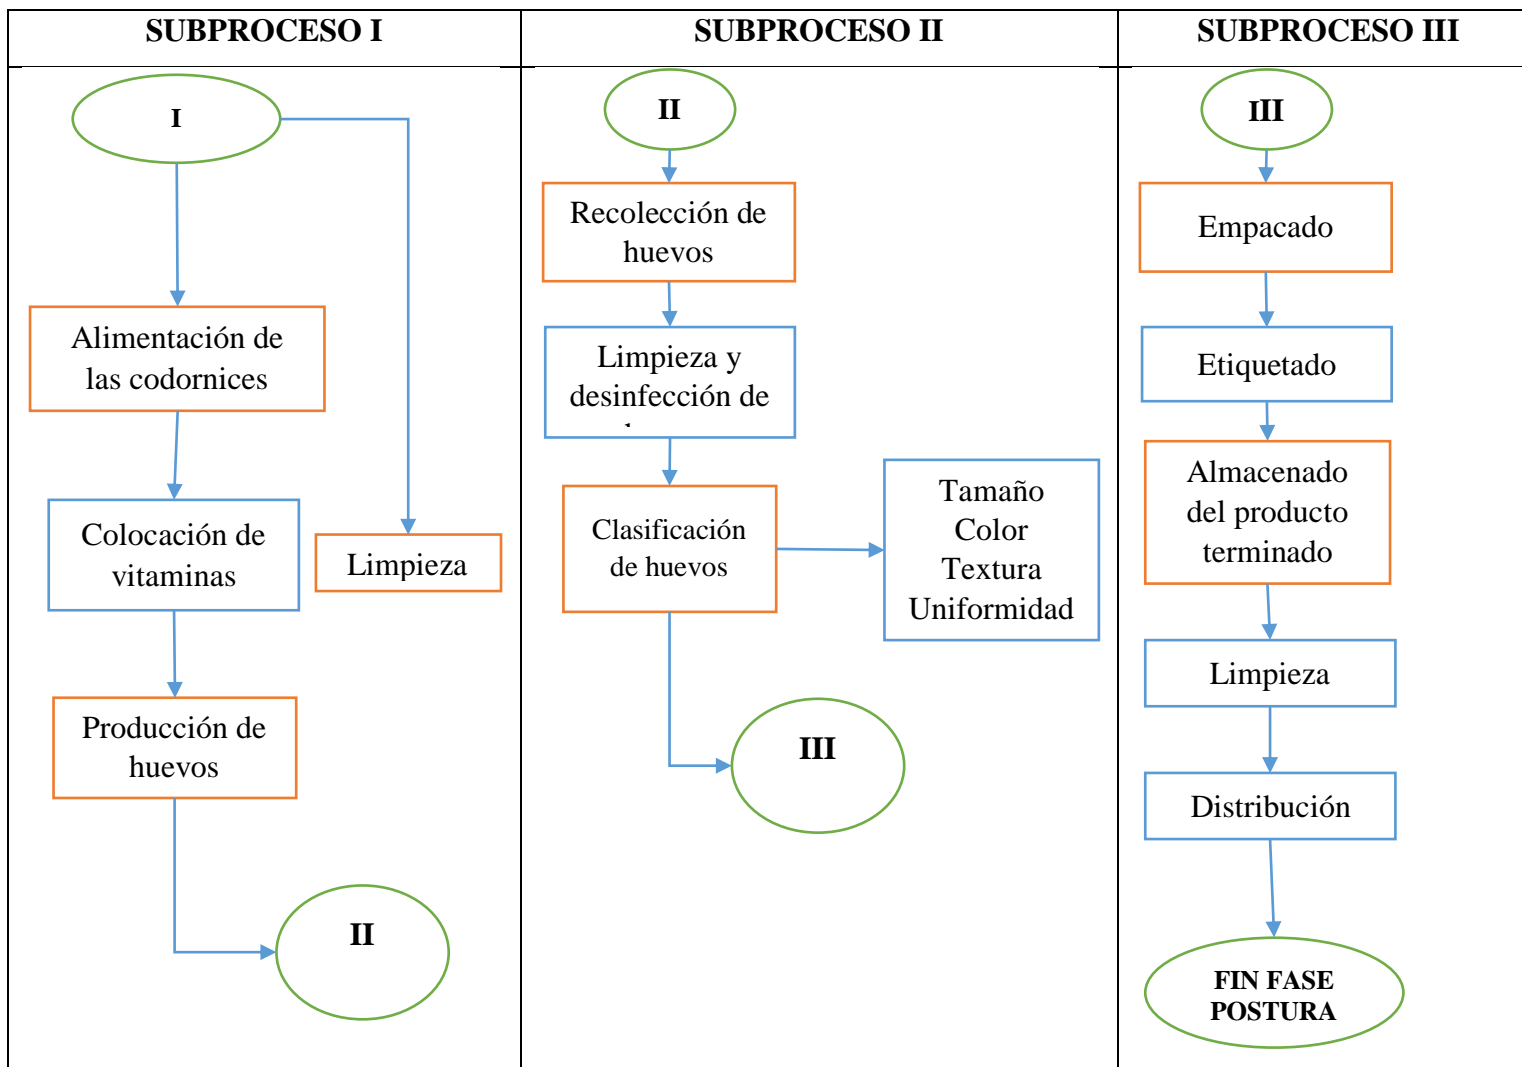 SUBPROCESO I
SUBPROCESO II
SUBPROCESO III
I
Alimentación de
las codornices
Colocación de
vitaminas
Limpieza
Producción de
huevos
II
II
Recolección de
huevos
Limpieza y
desinfección de
Clasificación
de huevos
Tamaño
Color
Textura
Uniformidad
III
III
Empacado
Etiquetado
Almacenado
del producto
terminado
Limpieza
Distribución
FIN FASE
POSTURA